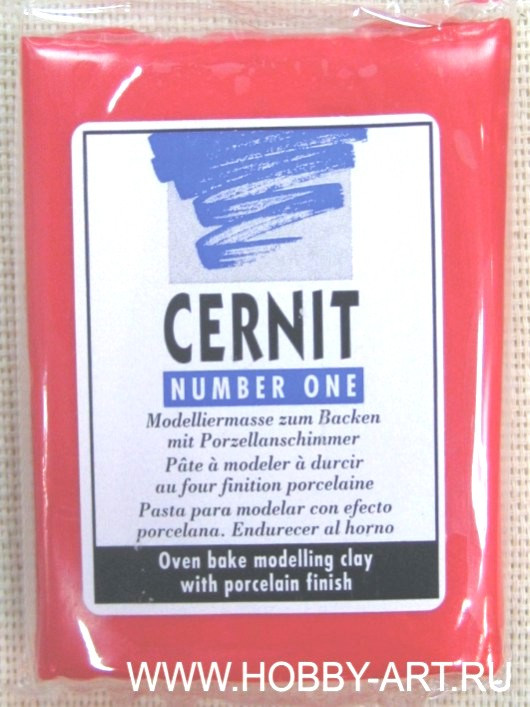 CERNIT
NUMBER ONE
Modelliermasse zum Backen
mit Porzellanschimmer
Pâte à modeler à durcir
au four finition porcelaine
Pasta para modelar con efecto
porcelana. Endurecer al horno
Oven bake modelling clay
with porcelain finish
WWW.HOBBY-ART.РУ